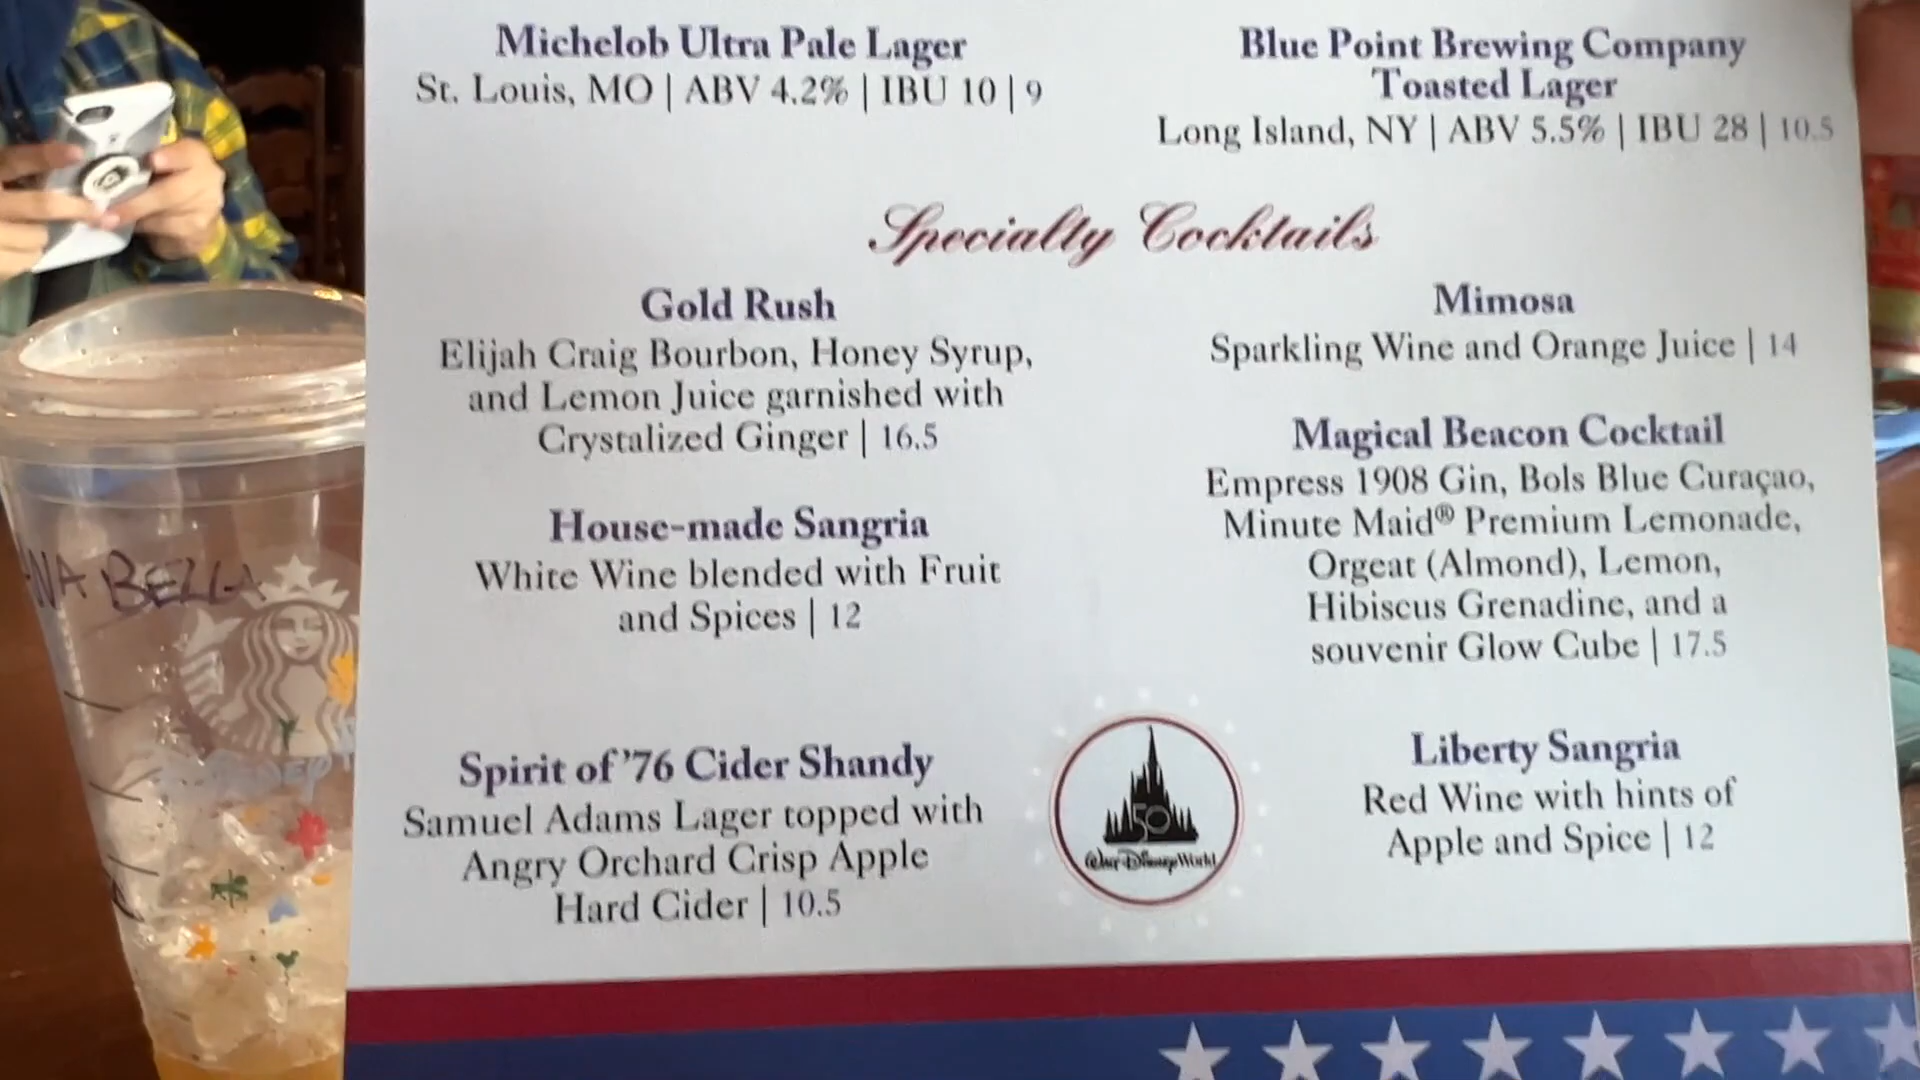 Michelob Ultra Pale Lager
St. Louis, MO | ABV 4.2% | IBU 10 | 9
Blue Point Brewing Company
Toasted Lager
Long Island, NY | ABV 5.5% | IBU 28 | 10.5
Specialty Cocktails
Gold Rush
Elijah Craig Bourbon, Honey Syrup,
and Lemon Juice garnished with
Crystalized Ginger | 16.5
House-made Sangria
White Wine blended with Fruit
and Spices | 12
Spirit of '76 Cider Shandy
Samuel Adams Lager topped with
Angry Orchard Crisp Apple
Hard Cider | 10.5
Mimosa
Sparkling Wine and Orange Juice | 14
Magical Beacon Cocktail
Empress 1908 Gin, Bols Blue Curaçao,
Minute Maid® Premium Lemonade,
Orgeat (Almond), Lemon,
Hibiscus Grenadine, and a
souvenir Glow Cube | 17.5
Liberty Sangria
Red Wine with hints of
Apple and Spice | 12
50
Walt Disney World
NA BELLA